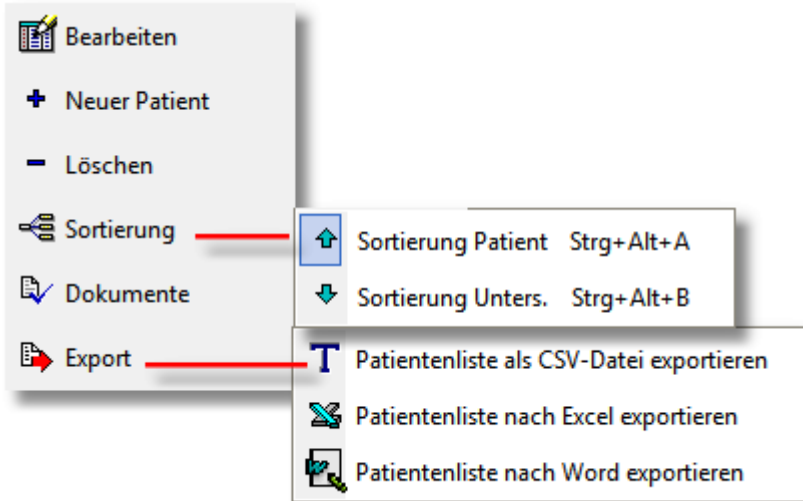 Bearbeiten
Neuer Patient
Löschen
Sortierung
Sortierung Patient Strg+Alt+A
Sortierung Unters. Strg+Alt+B
Dokumente
Export
Patientenliste als CSV-Datei exportieren
Patientenliste nach Excel exportieren
Patientenliste nach Word exportieren